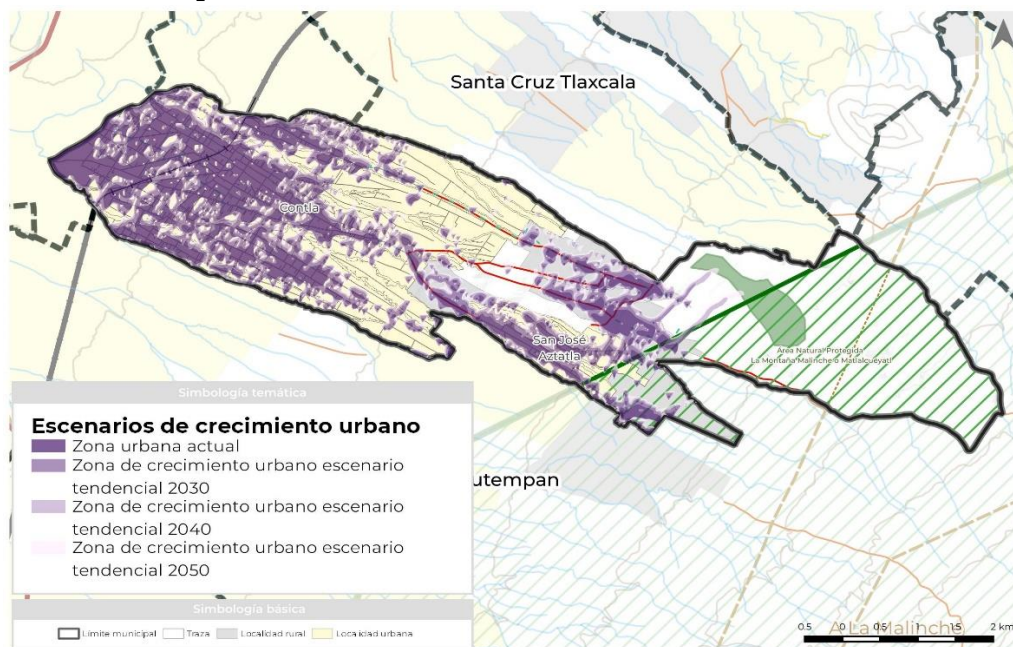 Santa Cruz Tlaxcala
Contla
San José
Aztatla
Área Natural Protegida
La Montaña Malinche o Matlalcueyatl
utempan
Simbología temática
Escenarios de crecimiento urbano
Zona urbana actual
Zona de crecimiento urbano escenario
tendencial 2030
Zona de crecimiento urbano escenario
tendencial 2040
Zona de crecimiento urbano escenario
tendencial 2050
Simbología básica
Límite municipal
Traza
Localidad rural
Localidad urbana
A La Malinche
0.5 0 0.5 1 1.5 2 km